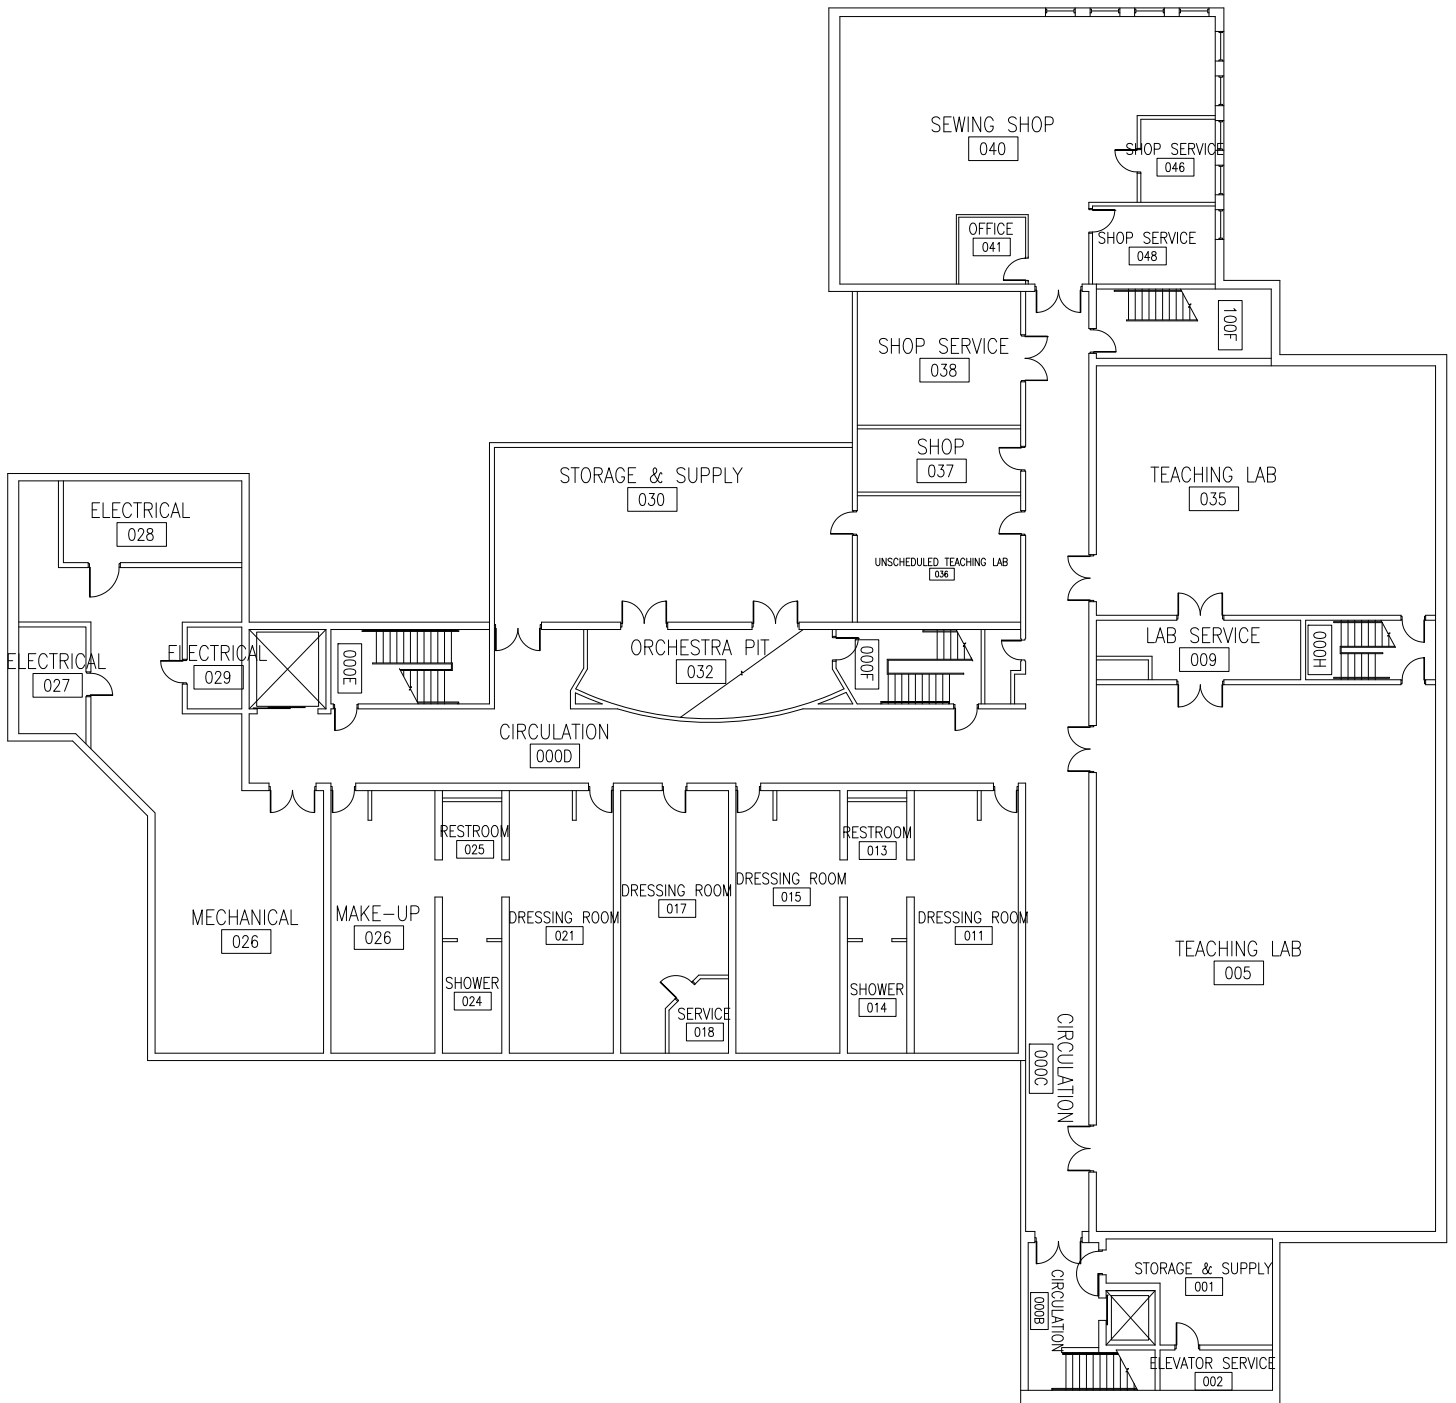 SEWING SHOP
040
SHOP SERVICE
046
OFFICE
041
SHOP SERVICE
048
100F
SHOP SERVICE
038
SHOP
037
STORAGE & SUPPLY
030
TEACHING LAB
035
ELECTRICAL
028
UNSCHEDULED TEACHING LAB
036
ELECTRICAL
027
ELECTRICAL
029
000E
ORCHESTRA PIT
032
000F
LAB SERVICE
009
000H
CIRCULATION
000D
RESTROOM
025
RESTROOM
013
MECHANICAL
026
MAKE-UP
026
DRESSING ROOM
021
DRESSING ROOM
017
DRESSING ROOM
015
DRESSING ROOM
011
TEACHING LAB
005
SHOWER
024
SERVICE
018
SHOWER
014
CIRCULATION
000C
STORAGE & SUPPLY
001
CIRCULATION
000B
ELEVATOR SERVICE
002